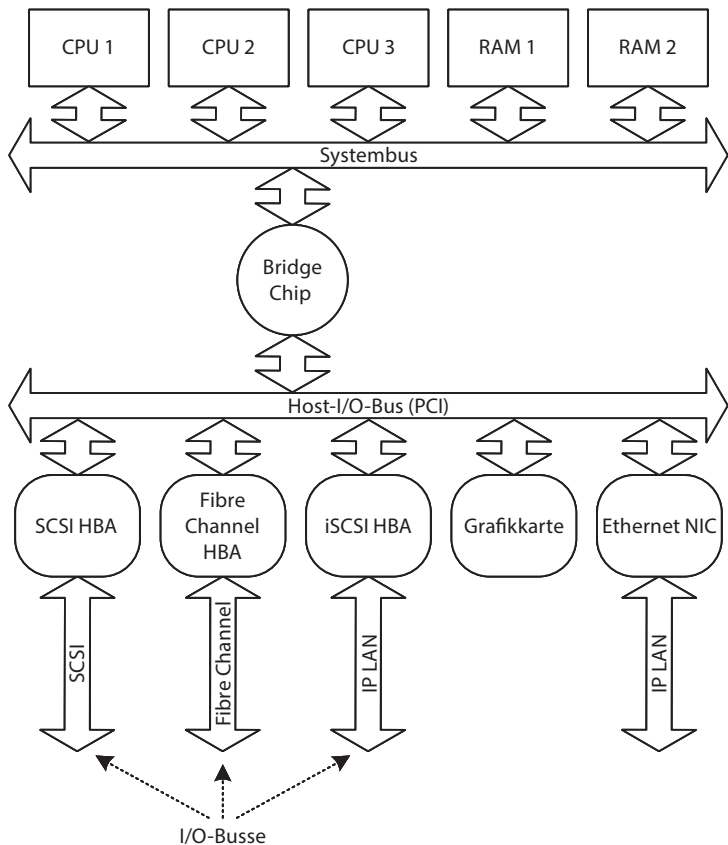 CPU 1
CPU 2
CPU 3
RAM 1
RAM 2
Systembus
Bridge
Chip
Host-I/O-Bus (PCI)
SCSI HBA
Fibre
Channel
HBA
iSCSI HBA
Grafikkarte
Ethernet NIC
SCSI
Fibre Channel
IP LAN
IP LAN
I/O-Busse